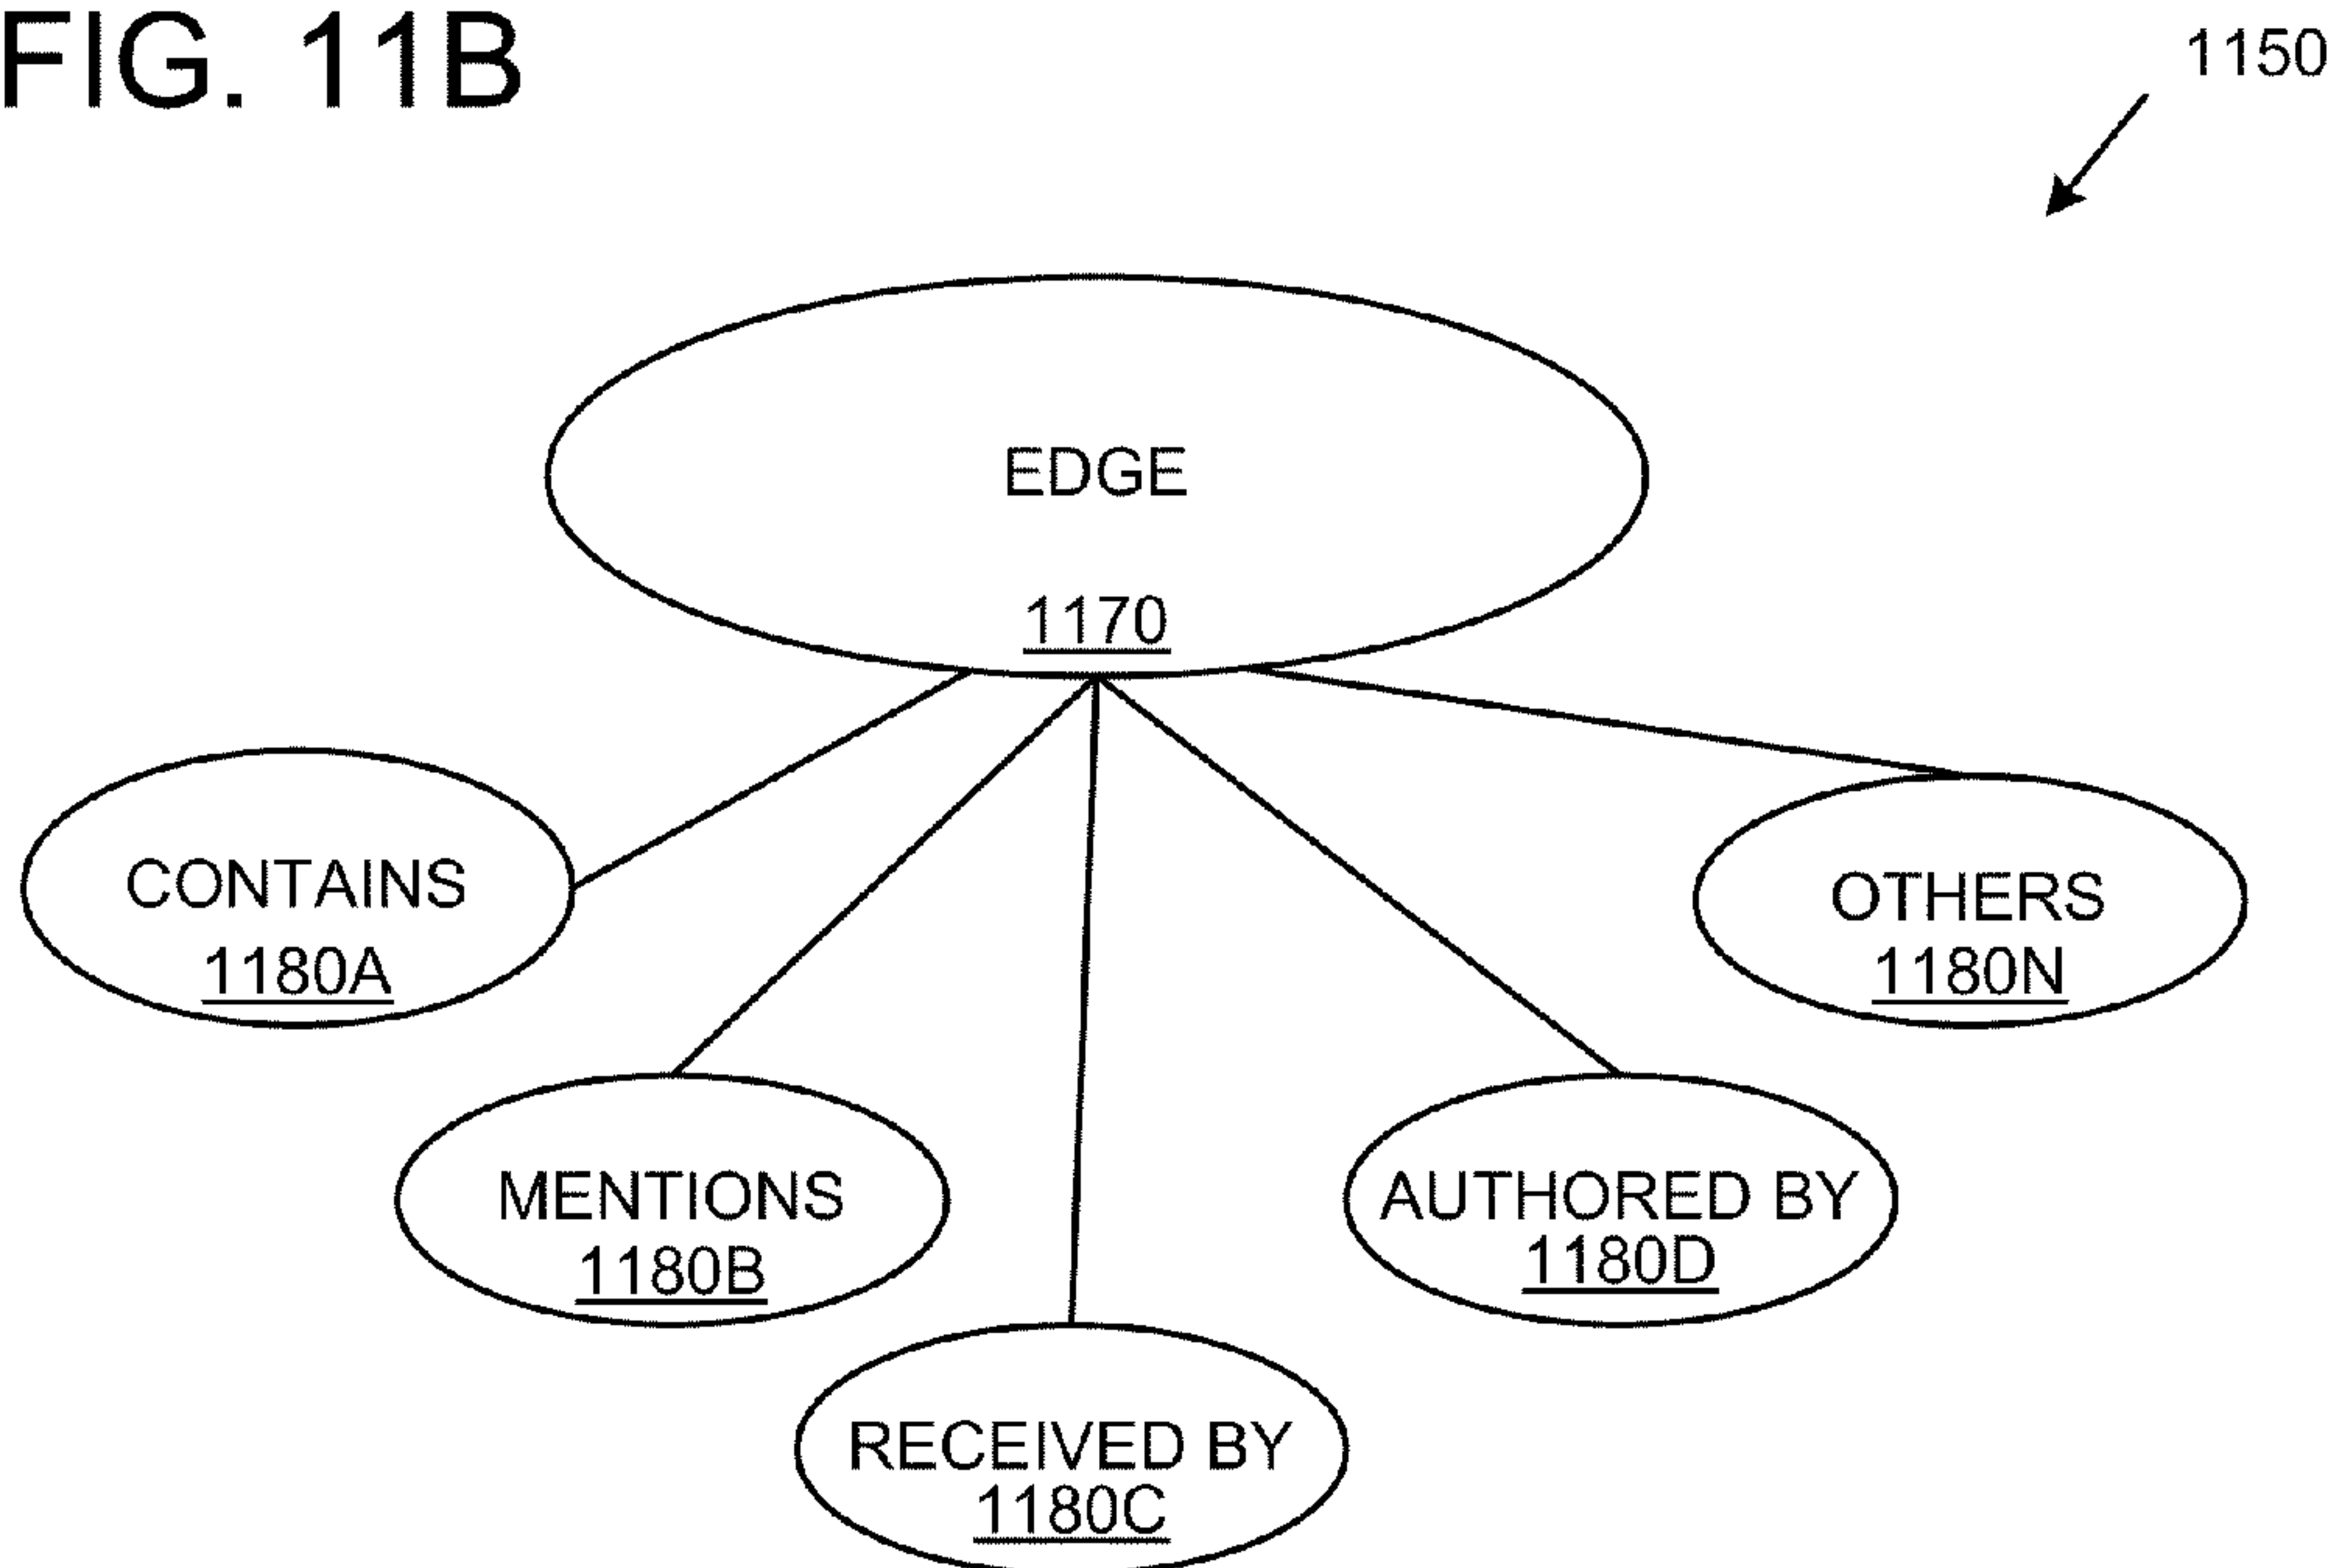 FIG. 11B
1150
EDGE
1170
CONTAINS
1180A
OTHERS
1180N
MENTIONS
1180B
AUTHORED BY
1180D
RECEIVED BY
1180C